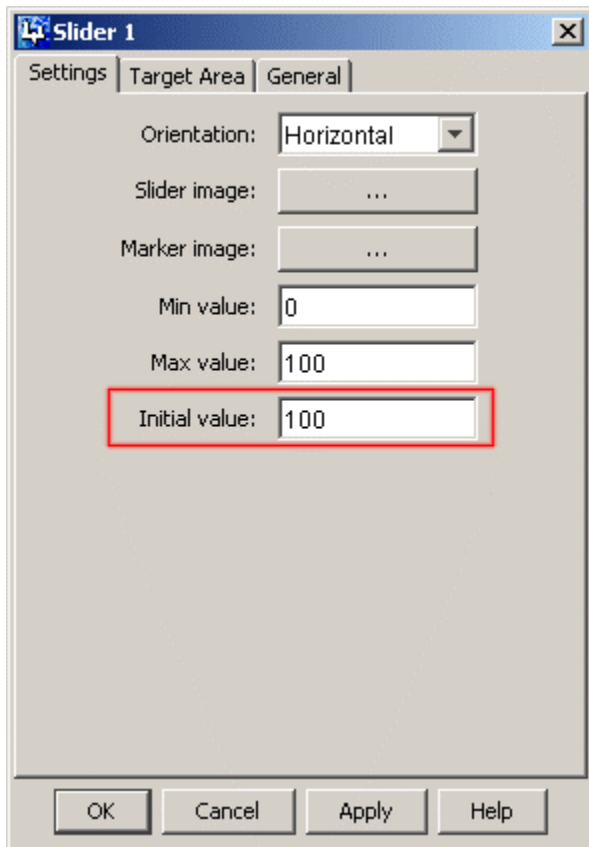 Slider 1
Settings Target Area General
Orientation: Horizontal
Slider image: ...
Marker image: ...
Min value: 0
Max value: 100
Initial value: 100
OK Cancel Apply Help